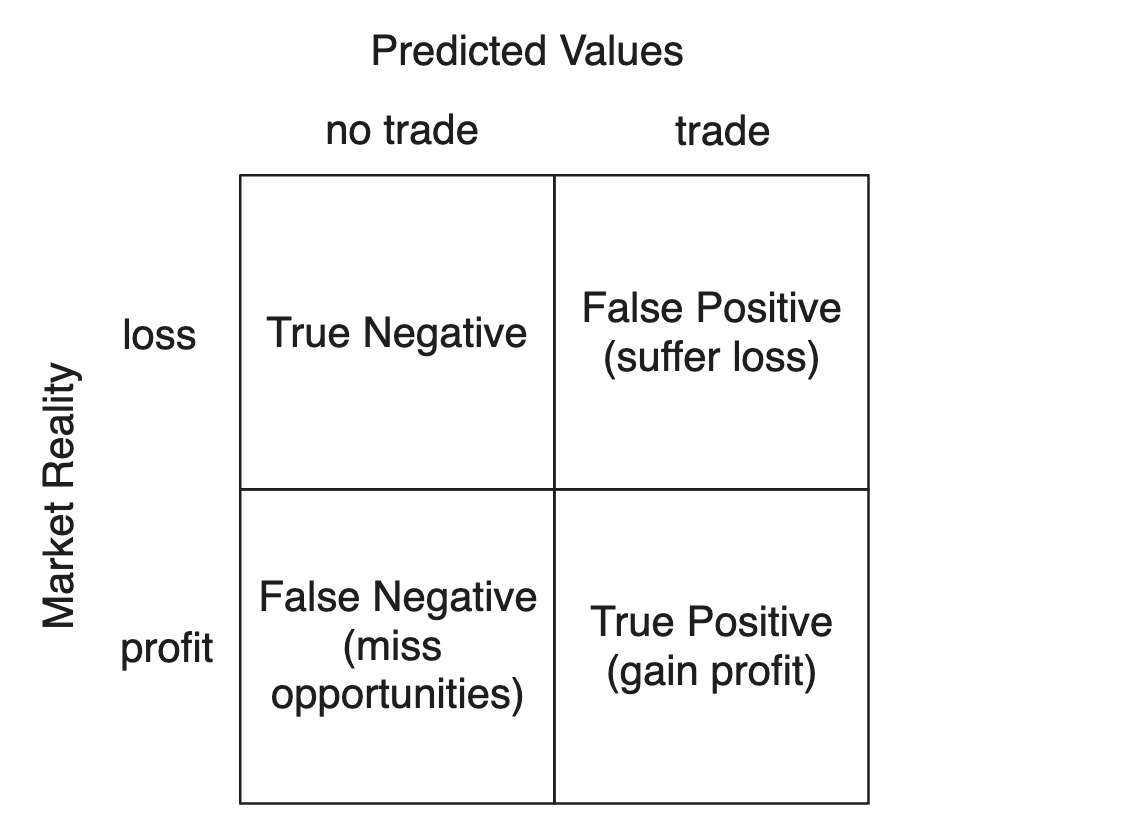 Predicted Values
no trade
trade
loss
True Negative
False Positive
(suffer loss)
Market Reality
profit
False Negative
(miss
opportunities)
True Positive
(gain profit)